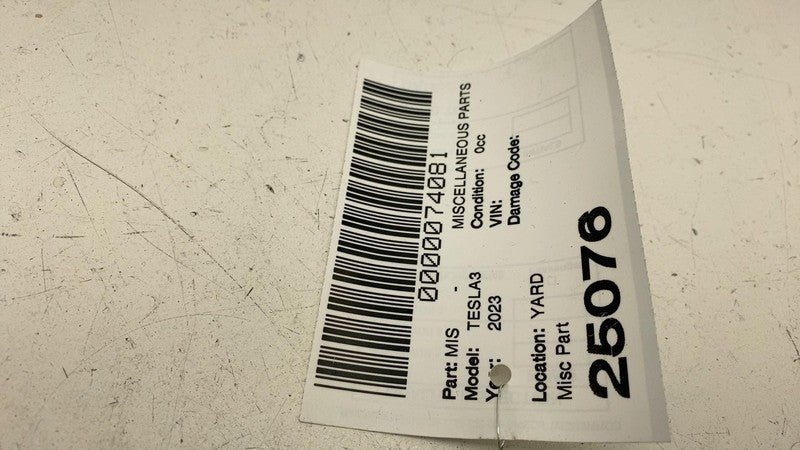 0000074081
Part: MIS - MISCELLANEOUS PARTS
Model: TESLA3 Condition: 0cc
2023 VIN:
Damage Code:
Location: YARD
Misc Part
25076